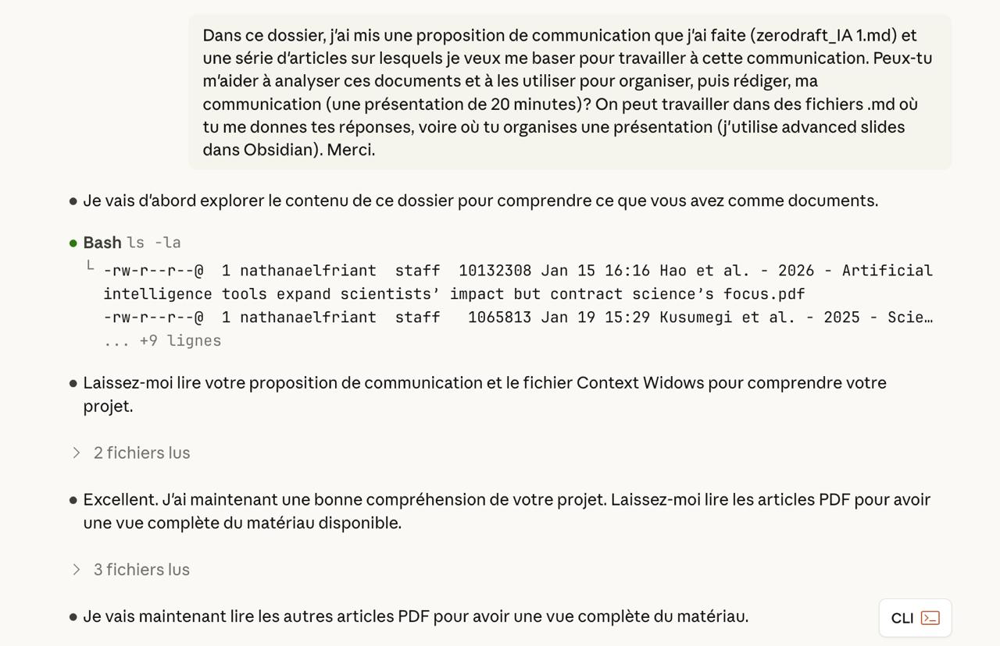 Dans ce dossier, j'ai mis une proposition de communication que j'ai faite (zerodraft_IA 1.md) et
une série d'articles sur lesquels je veux me baser pour travailler à cette communication. Peux-tu
m'aider à analyser ces documents et à les utiliser pour organiser, puis rédiger, ma
communication (une présentation de 20 minutes)? On peut travailler dans des fichiers .md où
tu me donnes tes réponses, voire où tu organises une présentation (j'utilise advanced slides
dans Obsidian). Merci.
● Je vais d'abord explorer le contenu de ce dossier pour comprendre ce que vous avez comme documents.
● Bash ls -la
└ -rw-r--r--@ 1 nathanaelfriant staff 10132308 Jan 15 16:16 Hao et al. - 2026 - Artificial
intelligence tools expand scientists’ impact but contract science’s focus.pdf
-rw-r--r--@ 1 nathanaelfriant staff 1065813 Jan 19 15:29 Kusumegi et al. - 2025 - Scie…
... +9 lignes
● Laissez-moi lire votre proposition de communication et le fichier Context Widows pour comprendre votre
projet.
> 2 fichiers lus
● Excellent. J'ai maintenant une bonne compréhension de votre projet. Laissez-moi lire les articles PDF pour avoir
une vue complète du matériau disponible.
> 3 fichiers lus
● Je vais maintenant lire les autres articles PDF pour avoir une vue complète du matériau.
CLI